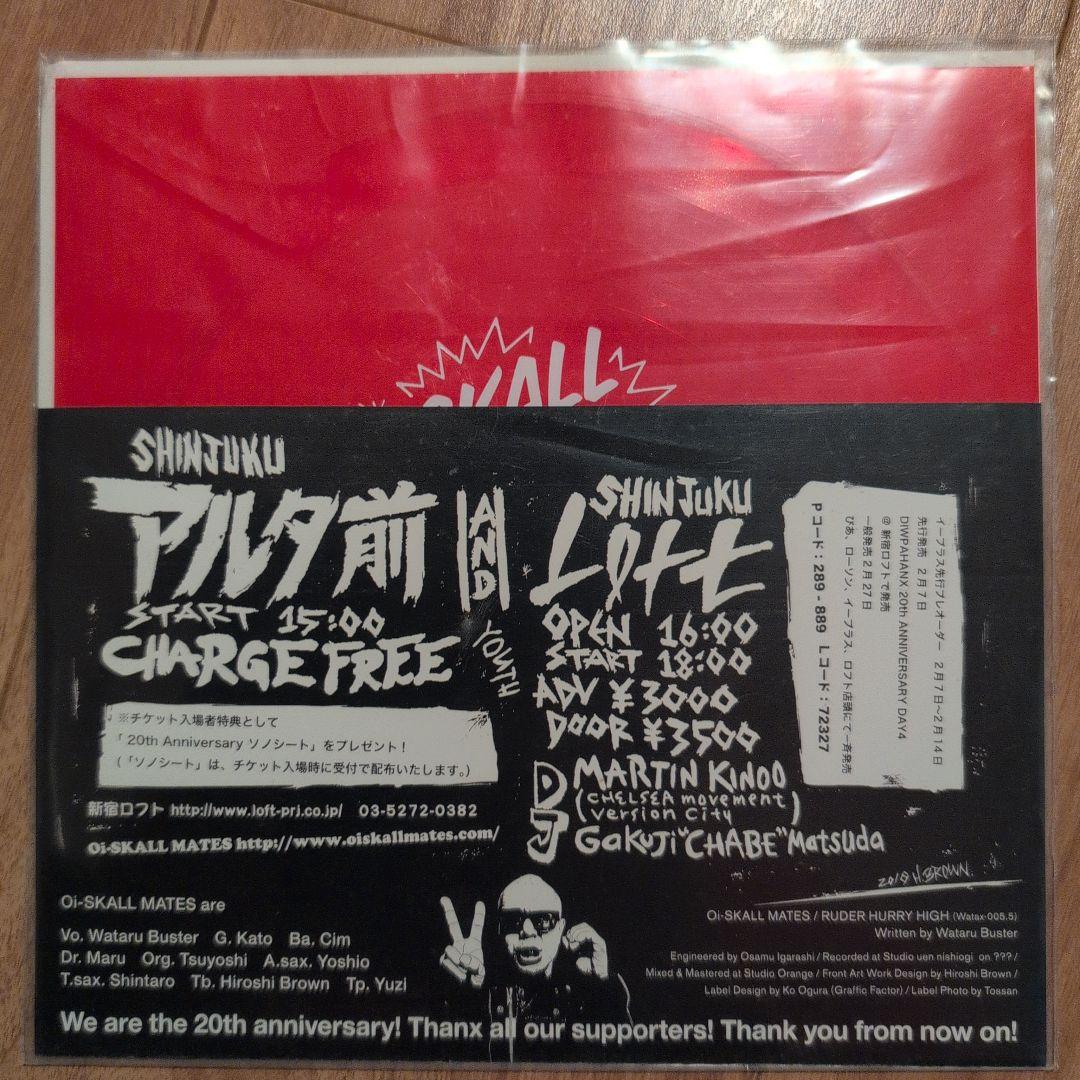 SKALL
SHINJUKU
アルタ前
START 15:00
CHARGE FREE
AND
SHINJUKU
Loft
OPEN 16:00
START 18:00
ADV ¥3000
DOOR ¥3500
DJ
MARTIN KINOO
(CHELSEA movement
version city)
Gakuji "CHABE" Matsuda
イープラス先行プレオーダー 2月7日~2月14日
先行発売 2月7日
DIWPAHANX 20th ANNIVERSARY DAY4
@ 新宿ロフトで発売
一般発売 2月27日
ぴあ、ローソン、イープラス、ロフト店頭にて一斉発売
Pコード:289-889 Lコード:72327
※チケット入場者特典として
「20th Anniversary ソノシート」をプレゼント!
(「ソノシート」は、チケット入場時に受付で配布いたします。)
新宿ロフト http://www.loft-prj.co.jp/ 03-5272-0382
Oi-SKALL MATES http://www.oiskallmates.com/
H.BROWN.
Oi-SKALL MATES are
Vo. Wataru Buster G. Kato Ba. Cim
Dr. Maru Org. Tsuyoshi A.sax. Yoshio
T.sax. Shintaro Tb. Hiroshi Brown Tp. Yuzi
Oi-SKALL MATES / RUDER HURRY HIGH (Watax-005.5)
Written by Wataru Buster
Engineered by Osamu Igarashi / Recorded at Studio uen nishiogi on ??? /
Mixed & Mastered at Studio Orange / Front Art Work Design by Hiroshi Brown /
Label Design by Ko Ogura (Graffic Factor) / Label Photo by Tossan
We are the 20th anniversary! Thanx all our supporters! Thank you from now on!